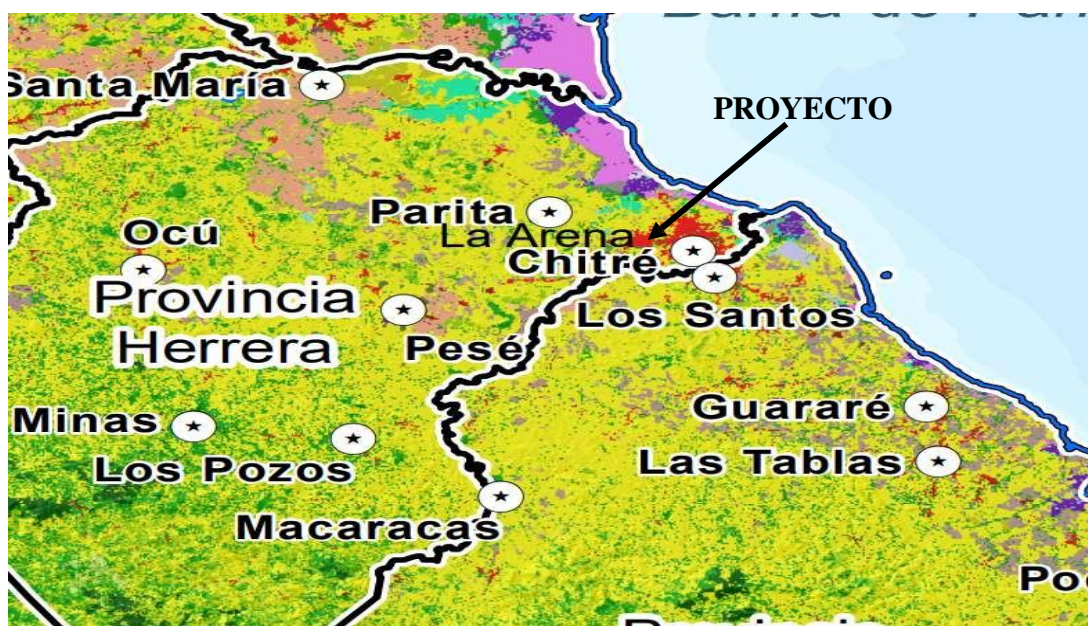 Santa María
PROYECTO
Parita
La Arena
Ocú
Chitré
Provincia
Herrera
Los Santos
Pesé
Minas
Guararé
Los Pozos
Las Tablas
Macaracas